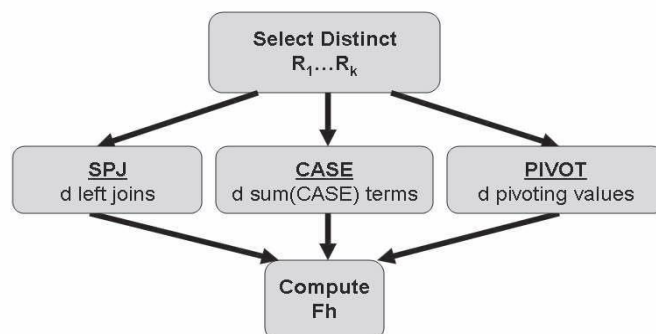 Select Distinct
R₁…Rₖ
SPJ
d left joins
CASE
d sum(CASE) terms
PIVOT
d pivoting values
Compute
Fh